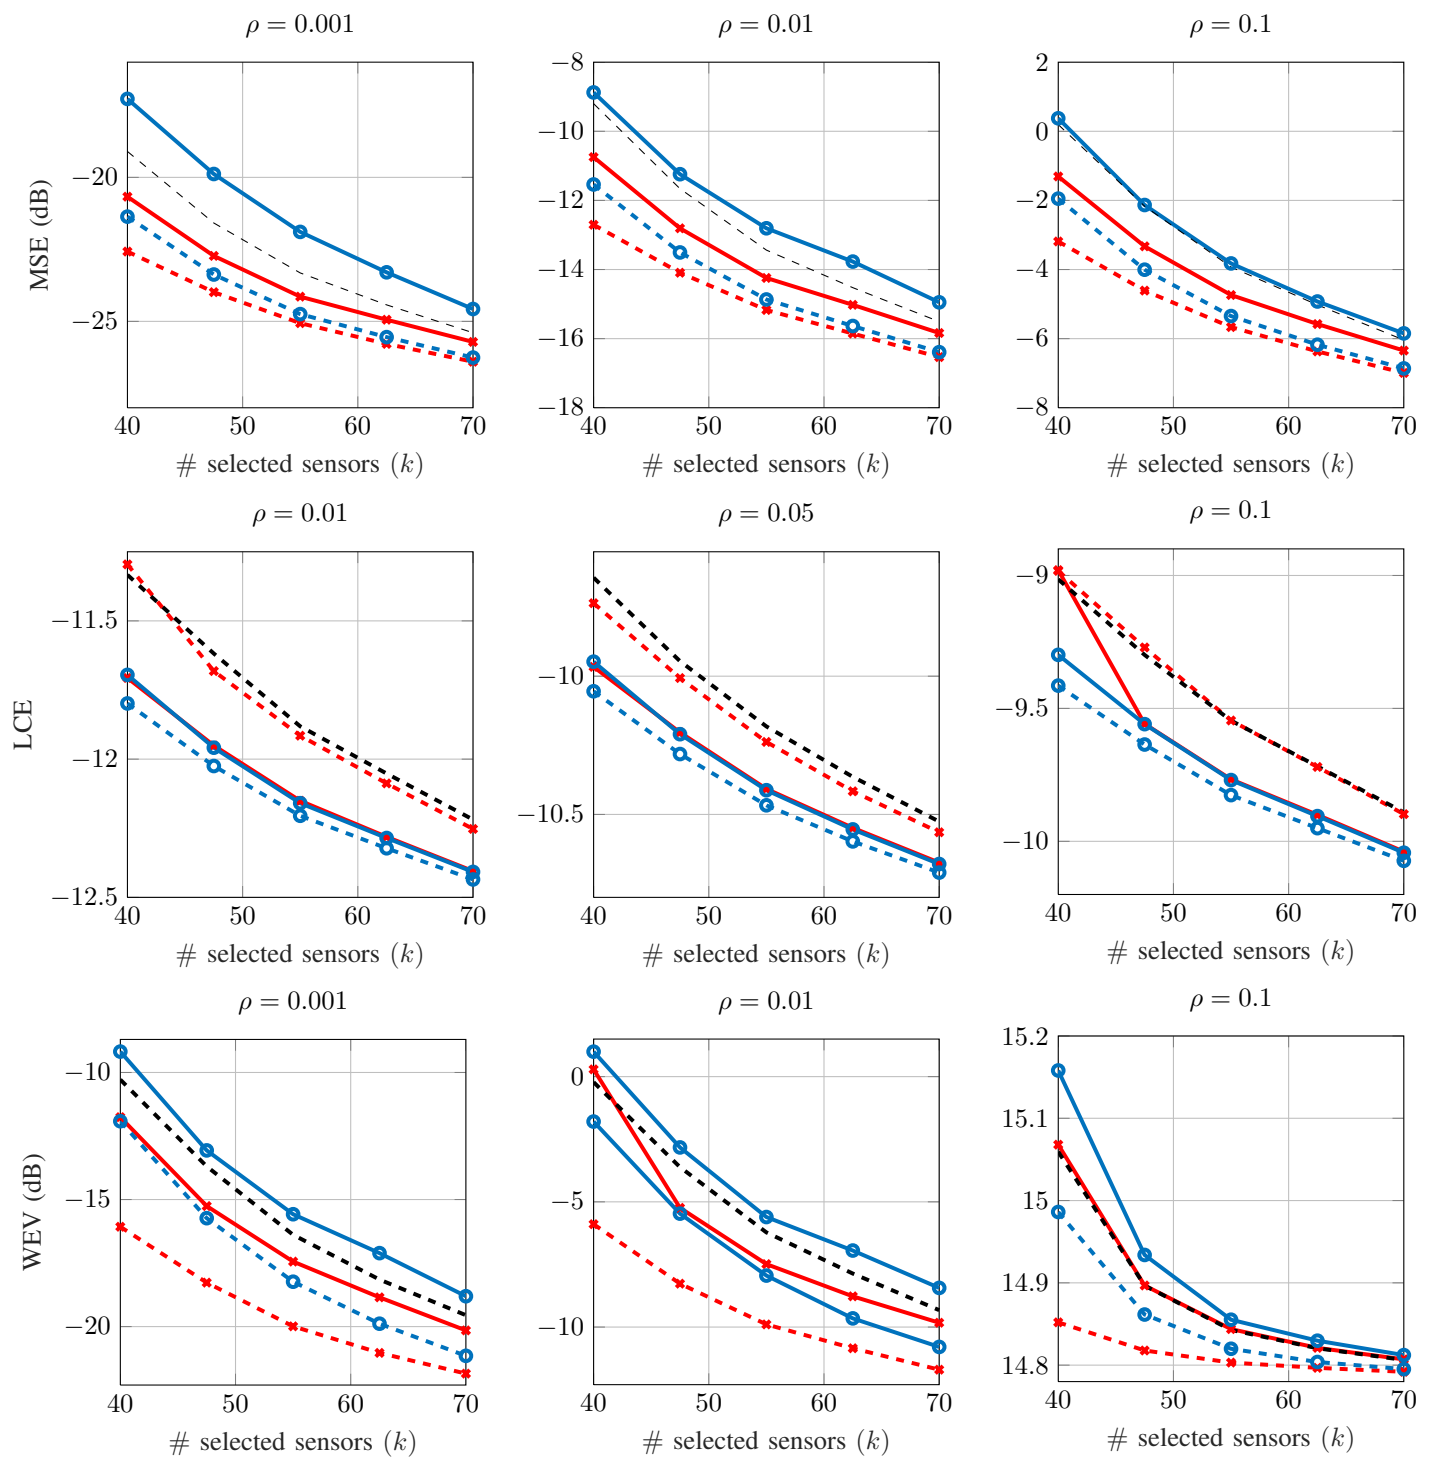 ρ = 0.001
ρ = 0.01
ρ = 0.1
MSE (dB)
−20
−25
40 50 60 70
# selected sensors (k)
−8
−10
−12
−14
−16
−18
40 50 60 70
# selected sensors (k)
2
0
−2
−4
−6
−8
40 50 60 70
# selected sensors (k)
ρ = 0.01
ρ = 0.05
ρ = 0.1
LCE
−11.5
−12
−12.5
40 50 60 70
# selected sensors (k)
−10
−10.5
40 50 60 70
# selected sensors (k)
−9
−9.5
−10
40 50 60 70
# selected sensors (k)
ρ = 0.001
ρ = 0.01
ρ = 0.1
WEV (dB)
−10
−15
−20
40 50 60 70
# selected sensors (k)
0
−5
−10
40 50 60 70
# selected sensors (k)
15.2
15.1
15
14.9
14.8
40 50 60 70
# selected sensors (k)